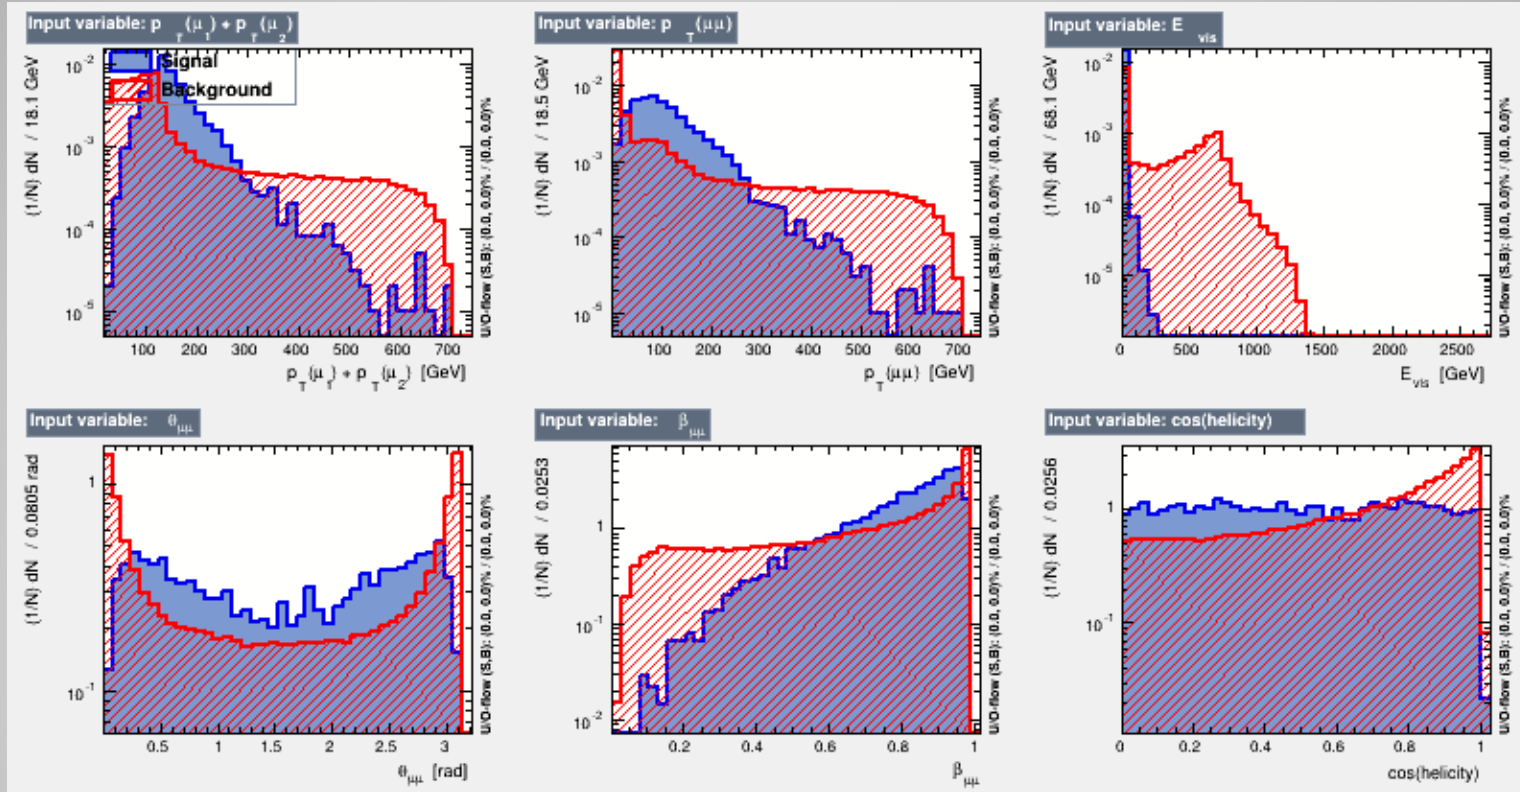 Input variable: p_T(μ_1) + p_T(μ_2)
Signal
Background
(1/N) dN / 18.1 GeV
10^-2
10^-3
10^-4
10^-5
100 200 300 400 500 600 700
p_T(μ_1) + p_T(μ_2) [GeV]
U/O-flow (S,B): (0.0, 0.0)% / (0.0, 0.0)%
Input variable: p_T(μμ)
(1/N) dN / 18.5 GeV
10^-2
10^-3
10^-4
10^-5
100 200 300 400 500 600 700
p_T(μμ) [GeV]
U/O-flow (S,B): (0.0, 0.0)% / (0.0, 0.0)%
Input variable: E_vis
(1/N) dN / 68.1 GeV
10^-2
10^-3
10^-4
10^-5
0 500 1000 1500 2000 2500
E_vis [GeV]
U/O-flow (S,B): (0.0, 0.0)% / (0.0, 0.0)%
Input variable: θ_μμ
(1/N) dN / 0.0805 rad
1
10^-1
0.5 1 1.5 2 2.5 3
θ_μμ [rad]
U/O-flow (S,B): (0.0, 0.0)% / (0.0, 0.0)%
Input variable: β_μμ
(1/N) dN / 0.0253
1
10^-1
10^-2
0.2 0.4 0.6 0.8 1
β_μμ
U/O-flow (S,B): (0.0, 0.0)% / (0.0, 0.0)%
Input variable: cos(helicity)
(1/N) dN / 0.0256
1
10^-1
0 0.2 0.4 0.6 0.8 1
cos(helicity)
U/O-flow (S,B): (0.0, 0.0)% / (0.0, 0.0)%